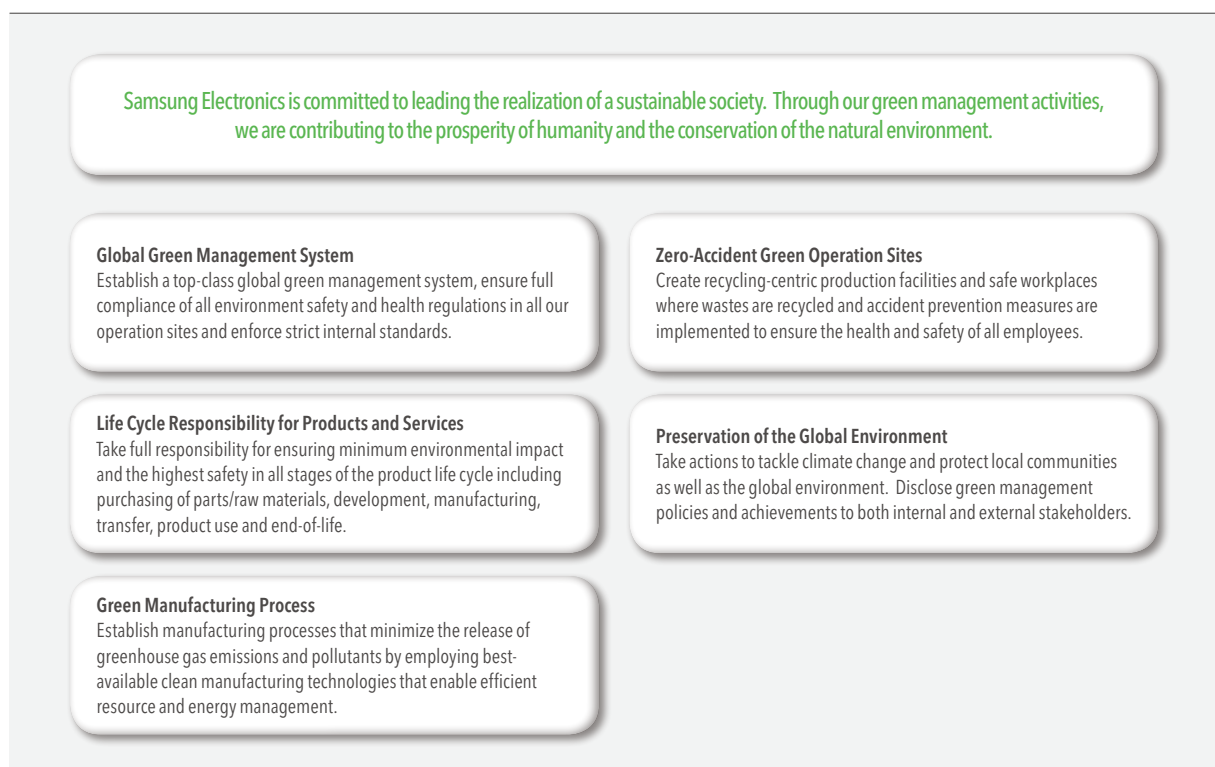 Samsung Electronics is committed to leading the realization of a sustainable society.  Through our green management activities,
we are contributing to the prosperity of humanity and the conservation of the natural environment.
Global Green Management System
Establish a top-class global green management system, ensure full
compliance of all environment safety and health regulations in all our
operation sites and enforce strict internal standards.
Life Cycle Responsibility for Products and Services
Take full responsibility for ensuring minimum environmental impact
and the highest safety in all stages of the product life cycle including
purchasing of parts/raw materials, development, manufacturing,
transfer, product use and end-of-life.
Green Manufacturing Process
Establish manufacturing processes that minimize the release of
greenhouse gas emissions and pollutants by employing best-
available clean manufacturing technologies that enable efficient
resource and energy management.
Zero-Accident Green Operation Sites
Create recycling-centric production facilities and safe workplaces
where wastes are recycled and accident prevention measures are
implemented to ensure the health and safety of all employees.
Preservation of the Global Environment
Take actions to tackle climate change and protect local communities
as well as the global environment.  Disclose green management
policies and achievements to both internal and external stakeholders.